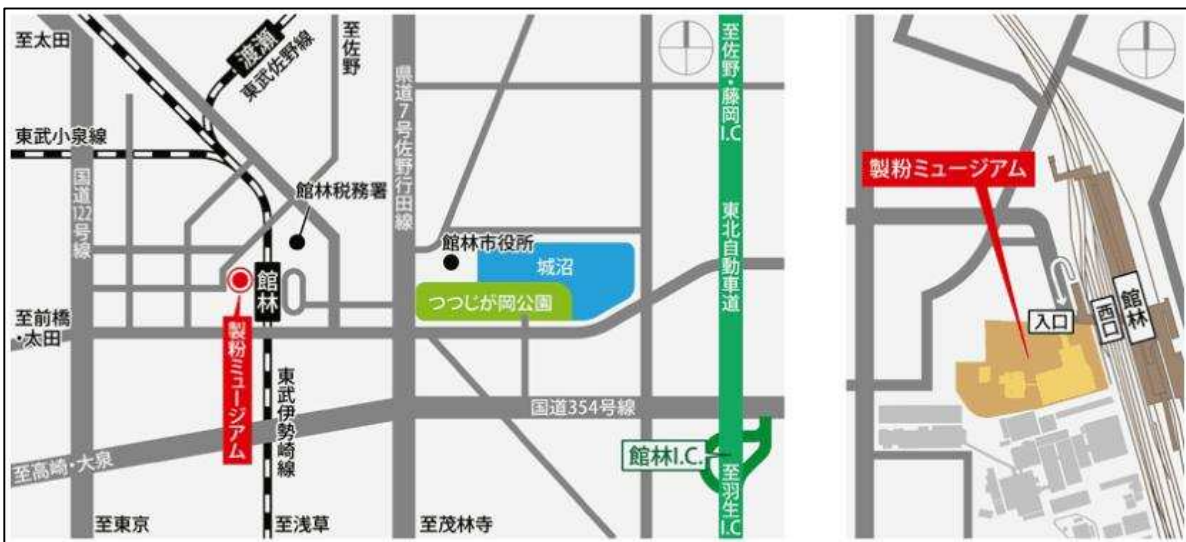 至太田
渡瀬
東武佐野線
至佐野
県道7号佐野行田線
至佐野・藤岡I.C
東武小泉線
国道122号線
館林税務署
館林市役所
城沼
つつじが岡公園
東北自動車道
館林
至前橋
・太田
製粉ミュージアム
東武伊勢崎線
国道354号線
館林I.C.
至高崎・大泉
至羽生I.C
至東京
至浅草
至茂林寺
製粉ミュージアム
入口
西口
館林